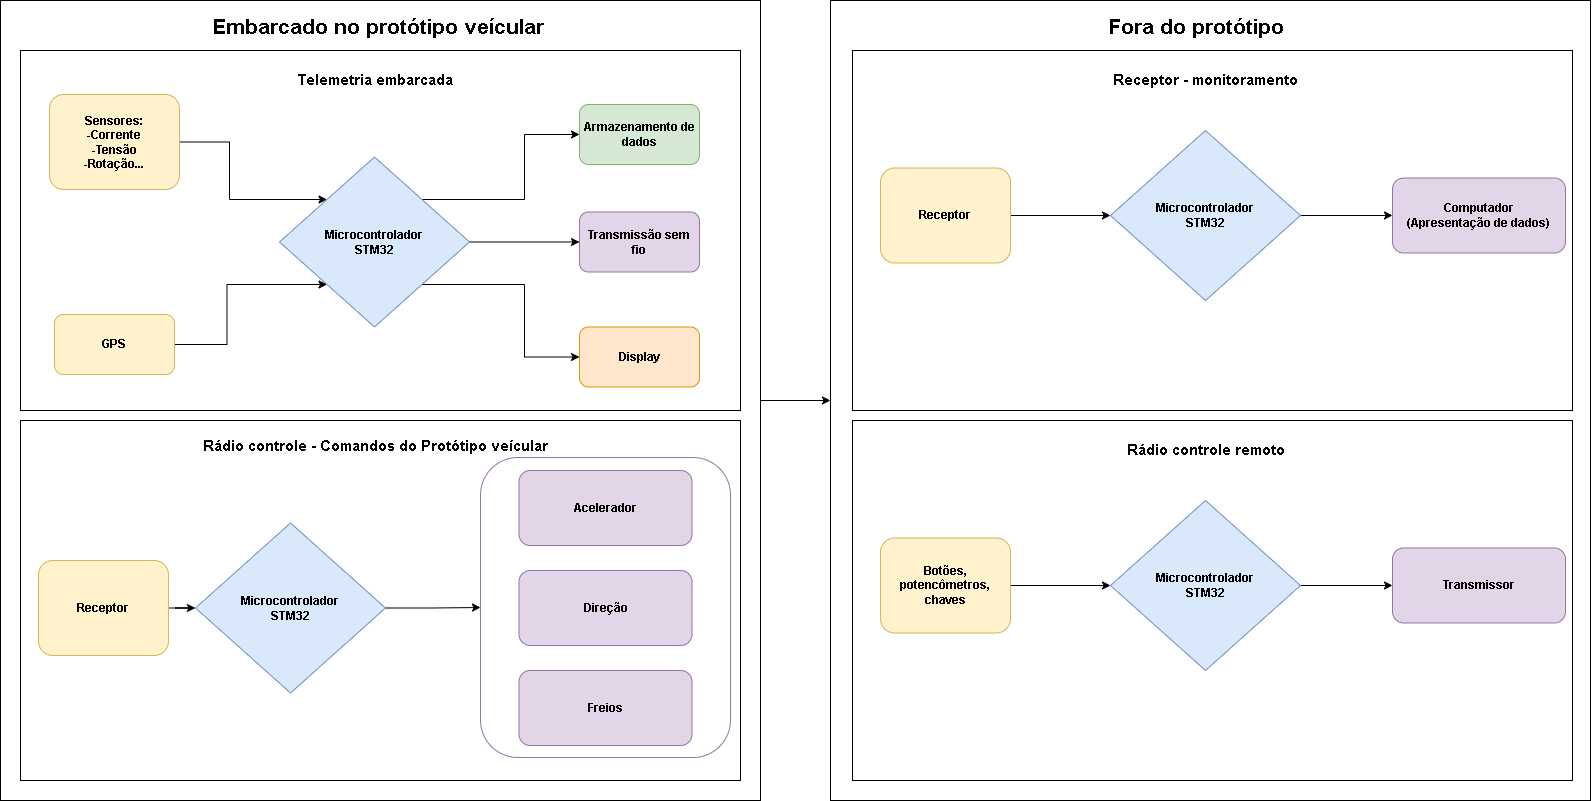 Embarcado no protótipo veícular
Telemetria embarcada
Sensores:
-Corrente
-Tensão
-Rotação...
GPS
Microcontrolador
STM32
Armazenamento de
dados
Transmissão sem
fio
Display
Rádio controle - Comandos do Protótipo veícular
Receptor
Microcontrolador
STM32
Acelerador
Direção
Freios
Fora do protótipo
Receptor - monitoramento
Receptor
Microcontrolador
STM32
Computador
(Apresentação de dados)
Rádio controle remoto
Botões,
potencômetros,
chaves
Microcontrolador
STM32
Transmissor